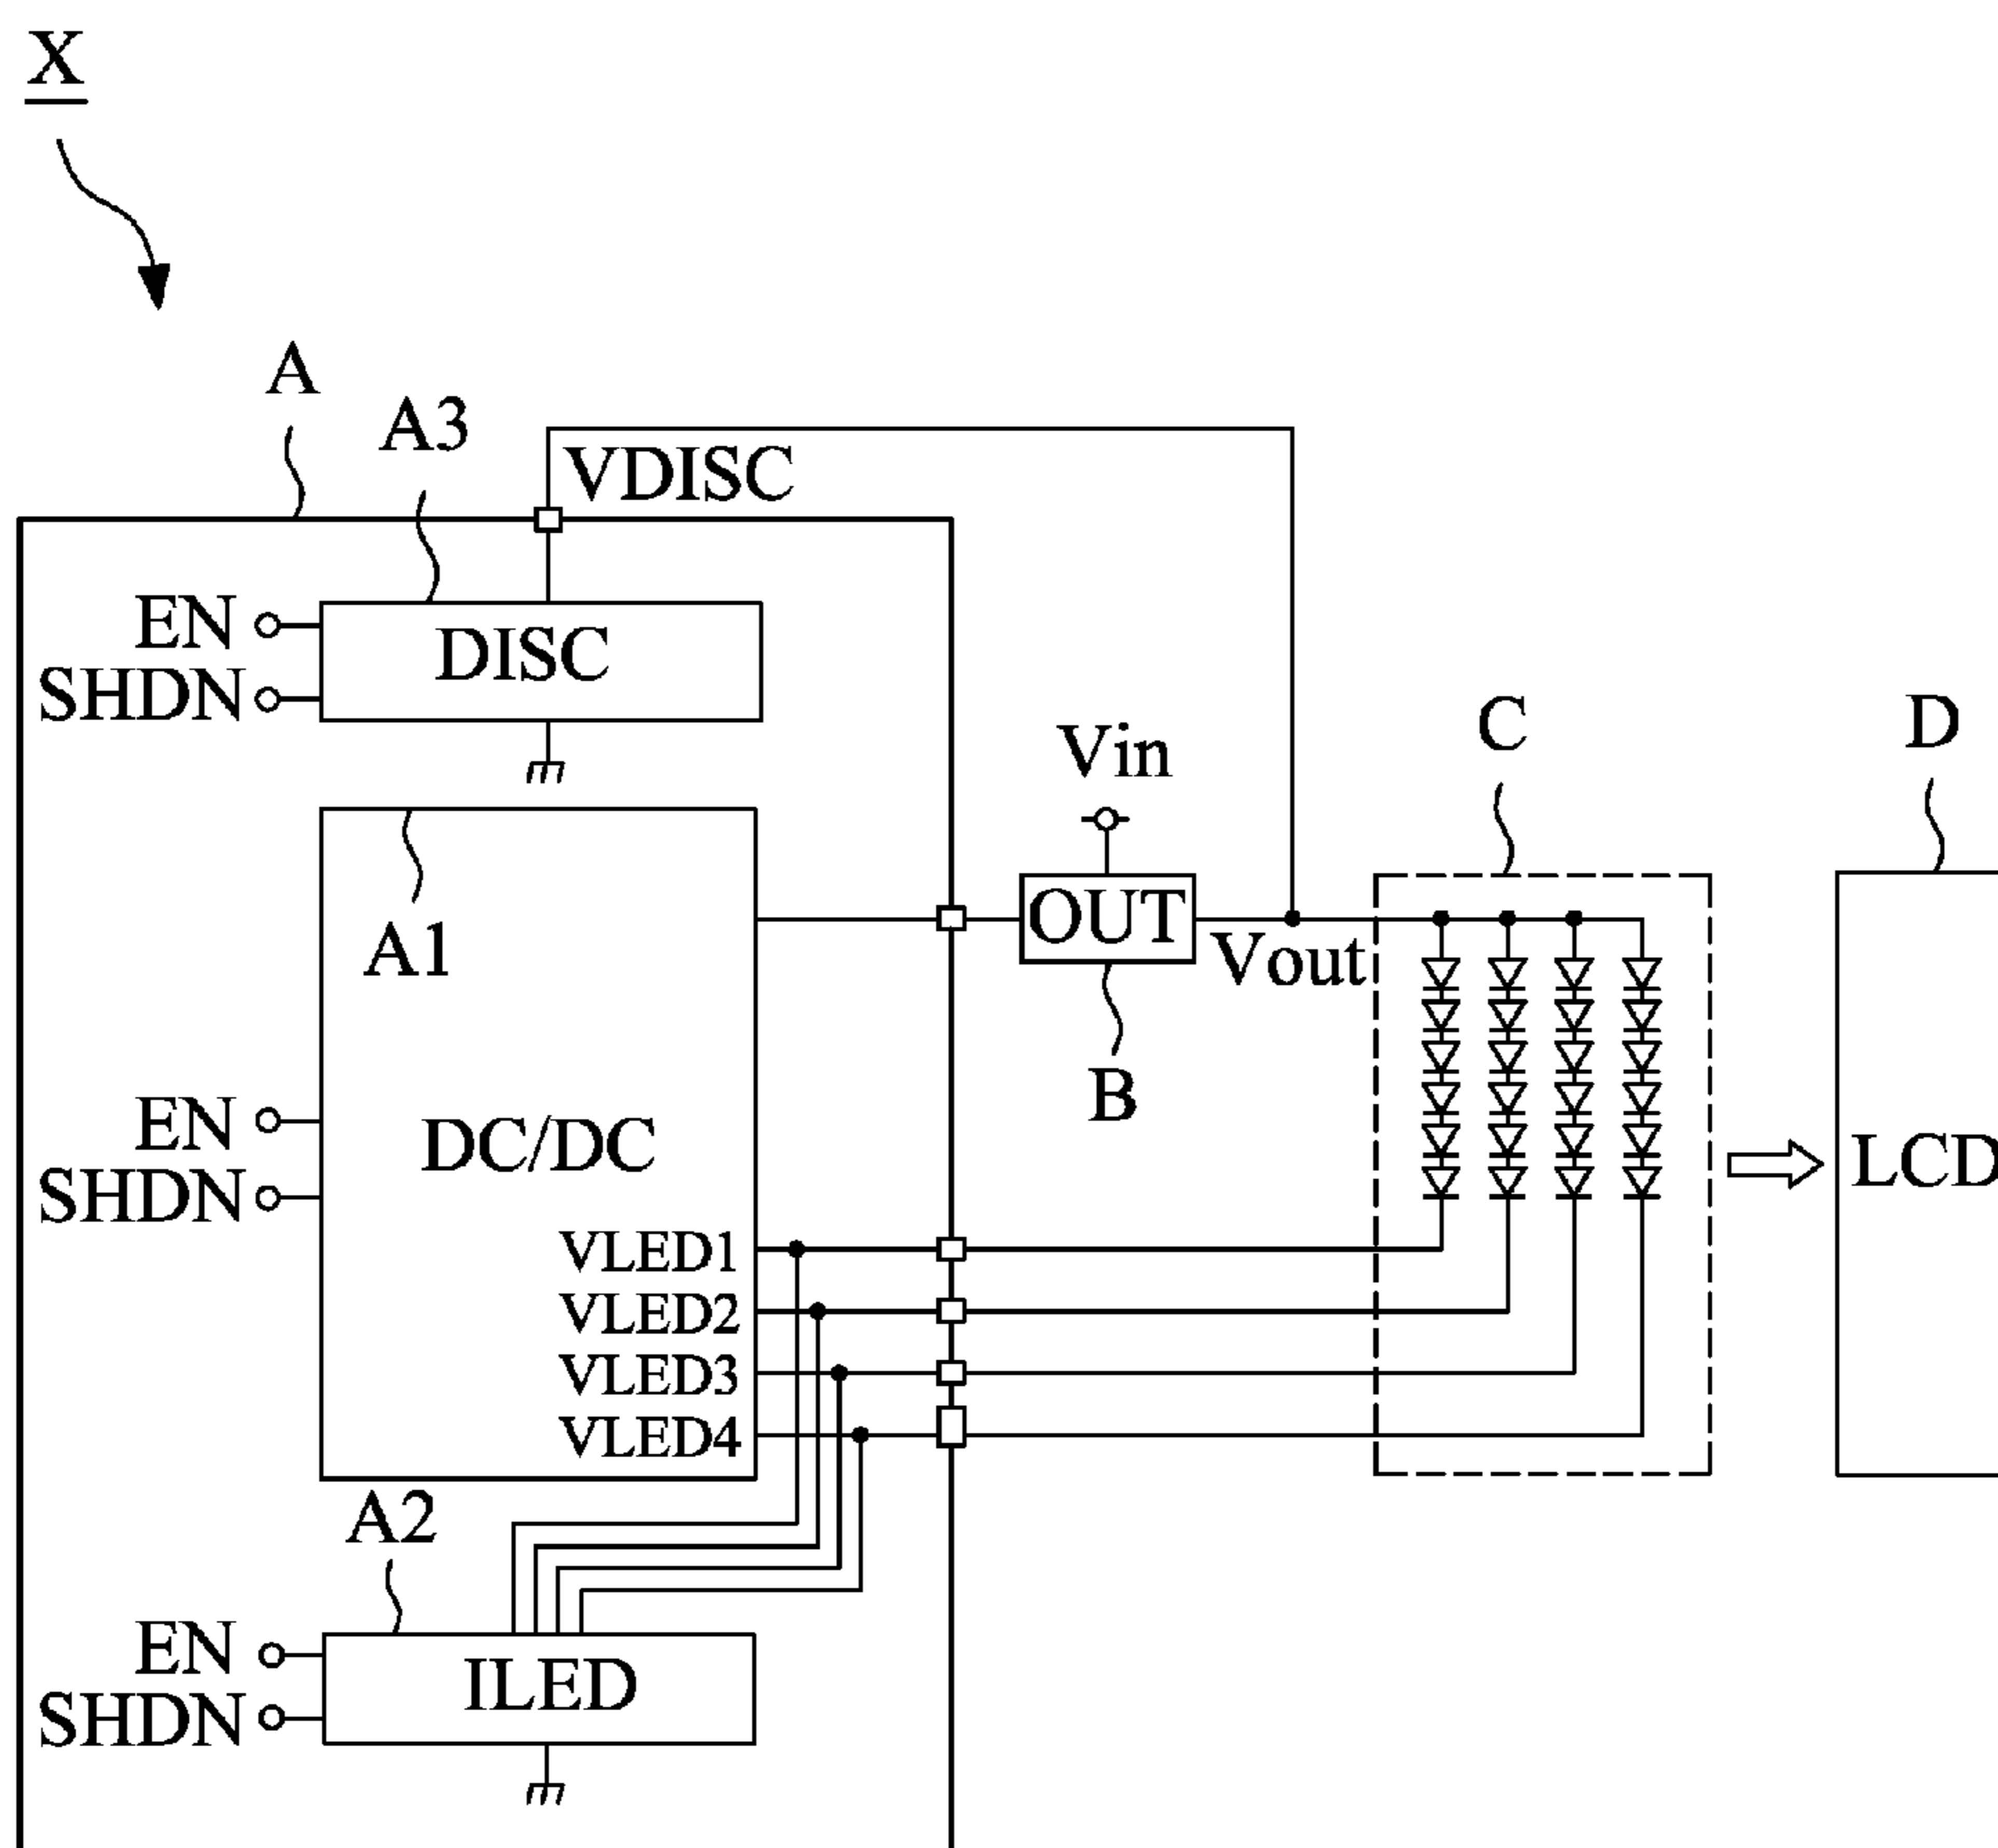 X
A
A3
VDISC
EN
SHDN
DISC
Vin
C
D
OUT
Vout
A1
B
EN
SHDN
DC/DC
LCD
VLED1
VLED2
VLED3
VLED4
A2
EN
SHDN
ILED